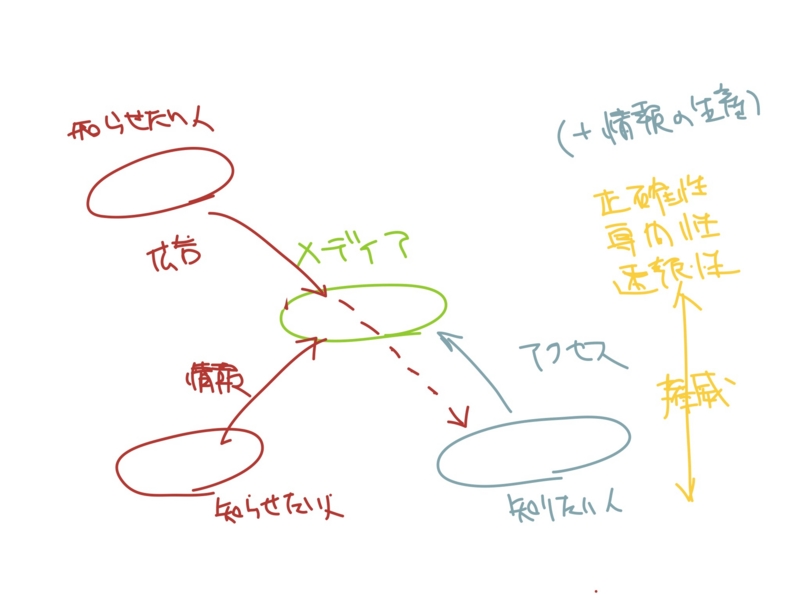 知らせたい人
(+情報の生産)
正確性
専門性
速報性
広告
メディア
アクセス
情報
権威
知らせたい人
知りたい人